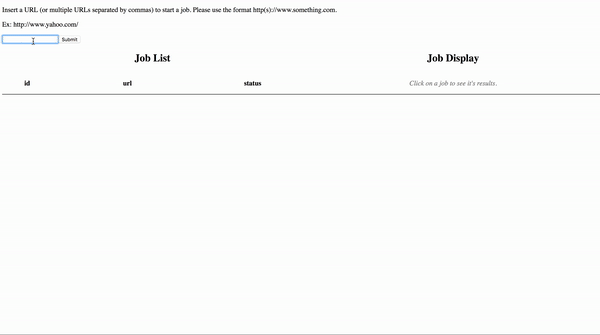 Insert a URL (or multiple URLs separated by commas) to start a job. Please use the format http(s)://www.something.com.
Ex: http://www.yahoo.com/
Submit
Job List
Job Display
id url status
Click on a job to see it's results.